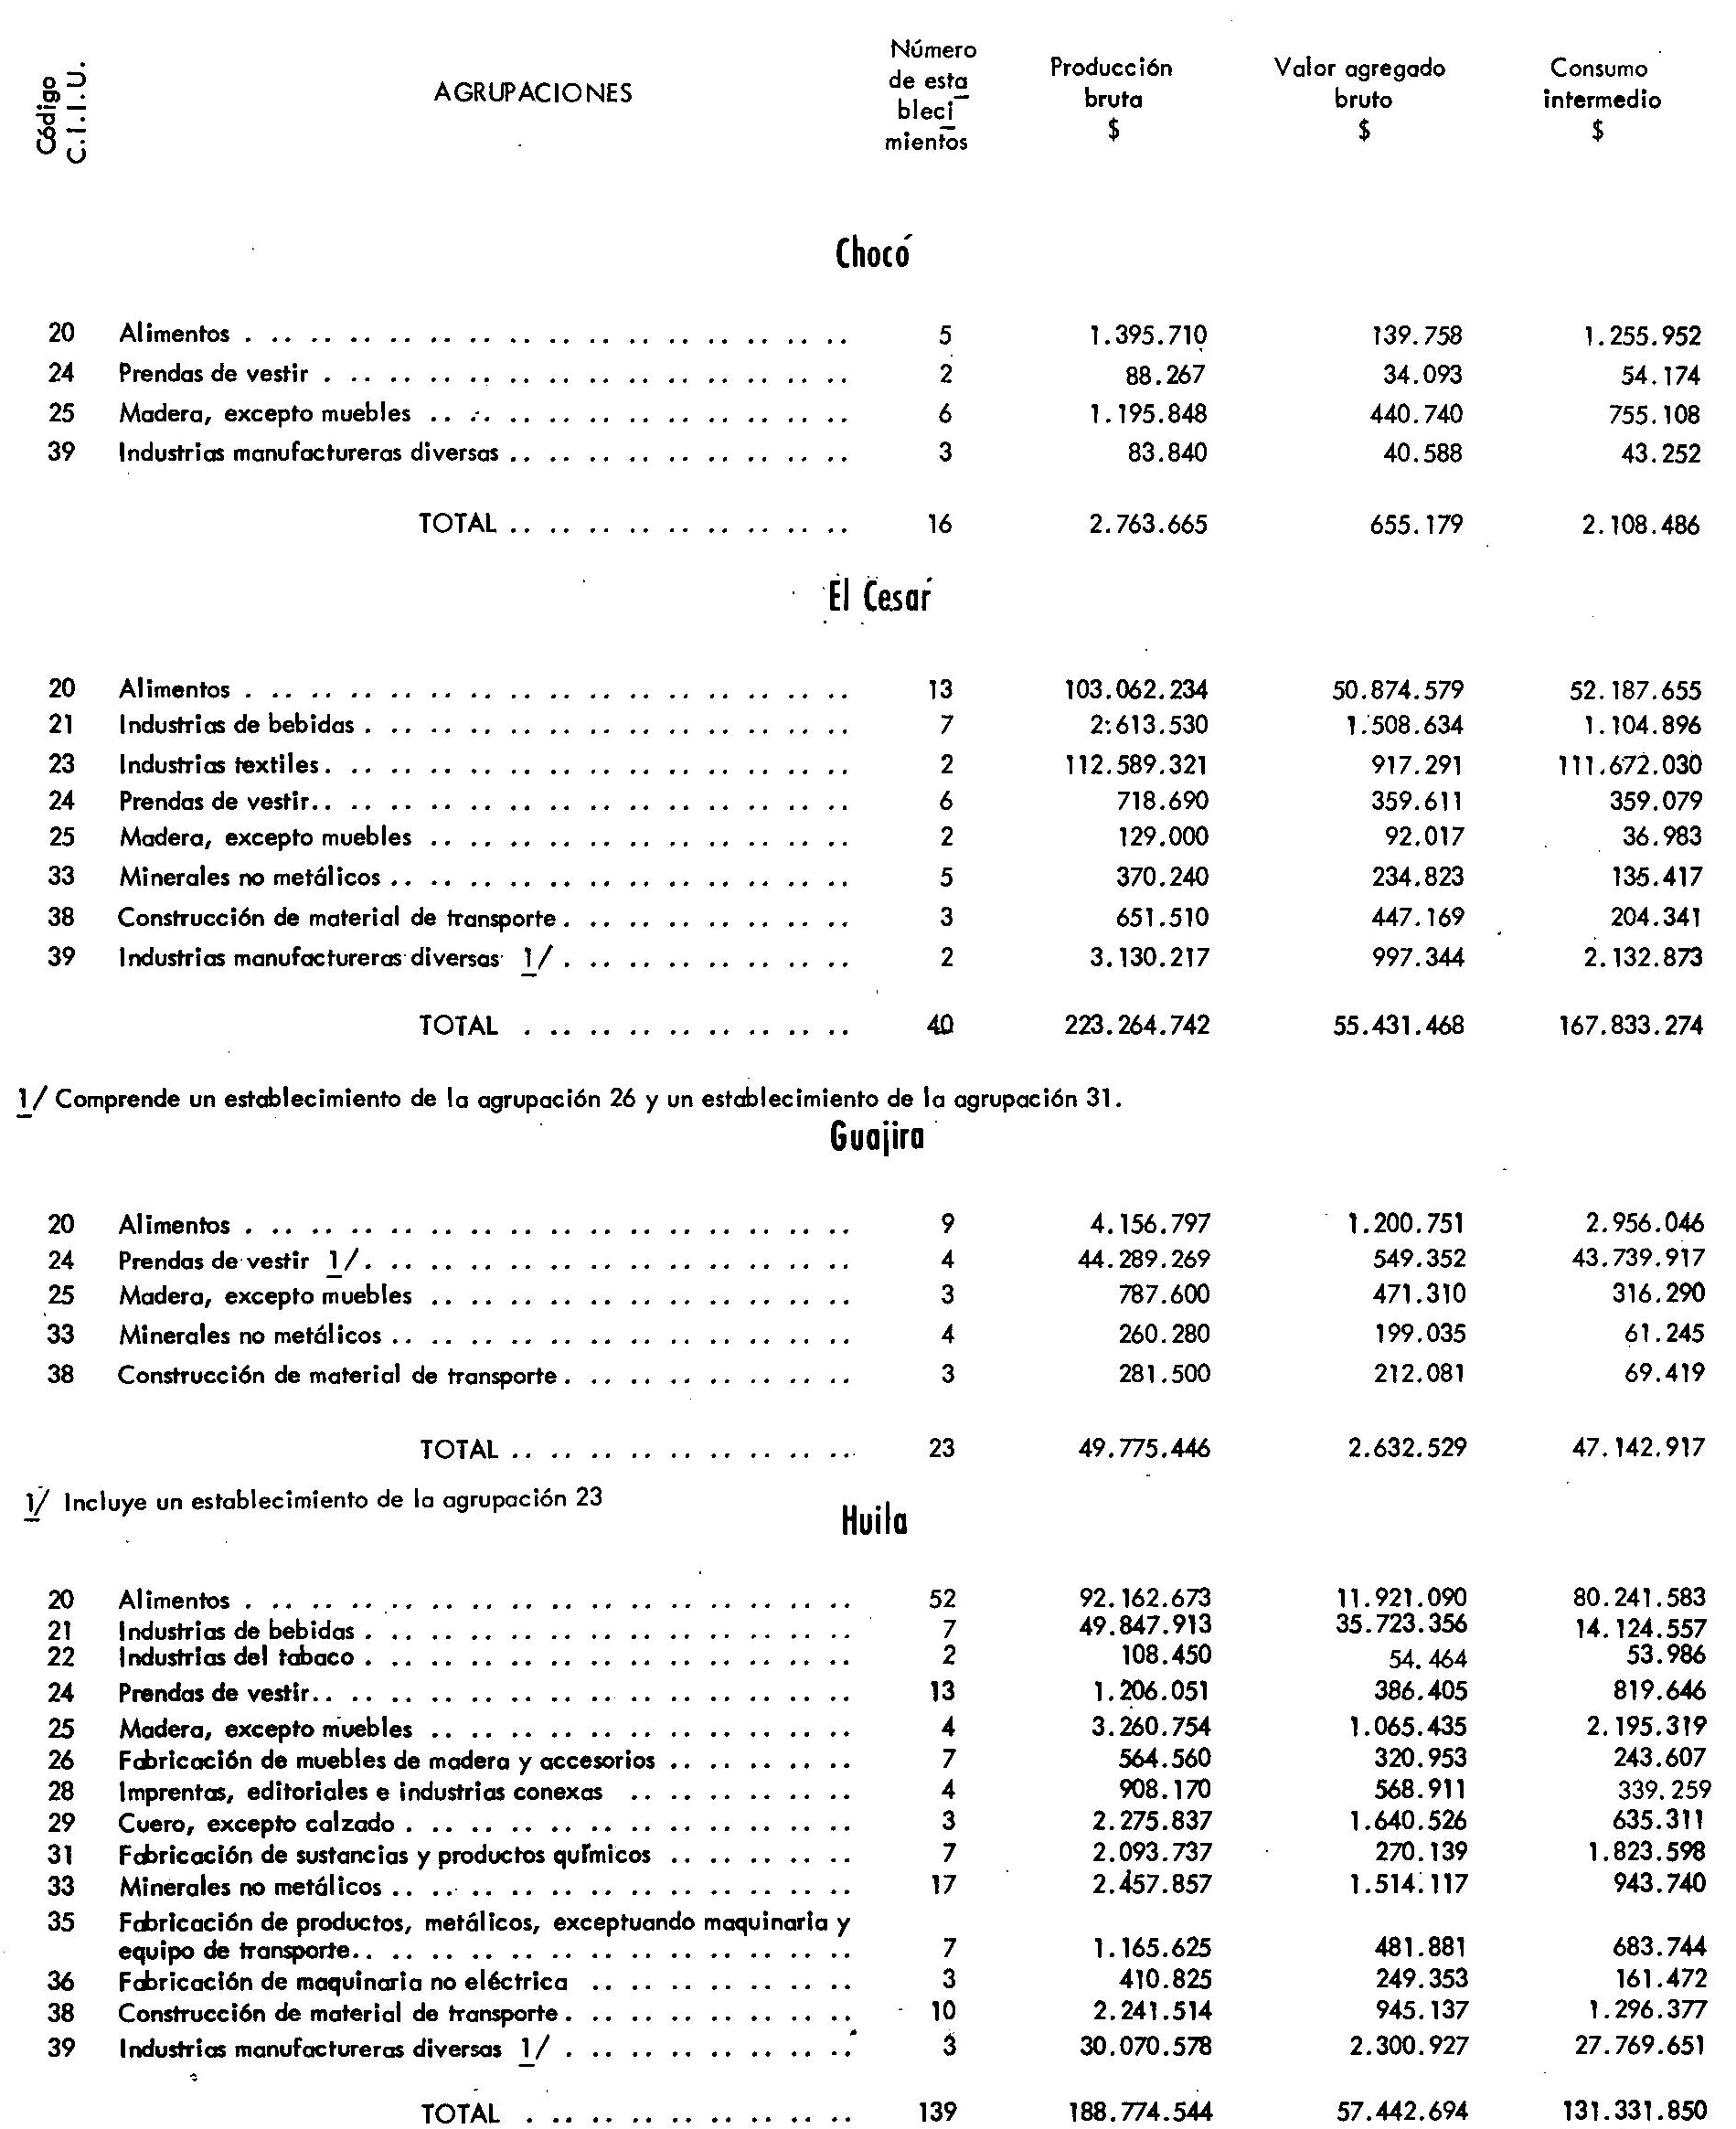 Código C.I.I.U. AGRUPACIONES Número de estableci mientos Producción bruta $ Valor agregado bruto $ Consumo intermedio $
Chocó
20 Alimentos 5 1.395.710 139.758 1.255.952
24 Prendas de vestir 2 88.267 34.093 54.174
25 Madera, excepto muebles 6 1.195.848 440.740 755.108
39 Industrias manufactureras diversas 3 83.840 40.588 43.252
TOTAL 16 2.763.665 655.179 2.108.486
El Cesar
20 Alimentos 13 103.062.234 50.874.579 52.187.655
21 Industrias de bebidas 7 2.613.530 1.508.634 1.104.896
23 Industrias textiles 2 112.589.321 917.291 111.672.030
24 Prendas de vestir 6 718.690 359.611 359.079
25 Madera, excepto muebles 2 129.000 92.017 36.983
33 Minerales no metálicos 5 370.240 234.823 135.417
38 Construcción de material de transporte 3 651.510 447.169 204.341
39 Industrias manufactureras diversas 1/ 2 3.130.217 997.344 2.132.873
TOTAL 40 223.264.742 55.431.468 167.833.274
1/ Comprende un establecimiento de la agrupación 26 y un establecimiento de la agrupación 31.
Guajira
20 Alimentos 9 4.156.797 1.200.751 2.956.046
24 Prendas de vestir 1/ 4 44.289.269 549.352 43.739.917
25 Madera, excepto muebles 3 787.600 471.310 316.290
33 Minerales no metálicos 4 260.280 199.035 61.245
38 Construcción de material de transporte 3 281.500 212.081 69.419
TOTAL 23 49.775.446 2.632.529 47.142.917
1/ Incluye un establecimiento de la agrupación 23
Huila
20 Alimentos 52 92.162.673 11.921.090 80.241.583
21 Industrias de bebidas 7 49.847.913 35.723.356 14.124.557
22 Industrias del tabaco 2 108.450 54.464 53.986
24 Prendas de vestir 13 1.206.051 386.405 819.646
25 Madera, excepto muebles 4 3.260.754 1.065.435 2.195.319
26 Fabricación de muebles de madera y accesorios 7 564.560 320.953 243.607
28 Imprentas, editoriales e industrias conexas 4 908.170 568.911 339.259
29 Cuero, excepto calzado 3 2.275.837 1.640.526 635.311
31 Fabricación de sustancias y productos químicos 7 2.093.737 270.139 1.823.598
33 Minerales no metálicos 17 2.457.857 1.514.117 943.740
35 Fabricación de productos, metálicos, exceptuando maquinaria y
equipo de transporte 7 1.165.625 481.881 683.744
36 Fabricación de maquinaria no eléctrica 3 410.825 249.353 161.472
38 Construcción de material de transporte 10 2.241.514 945.137 1.296.377
39 Industrias manufactureras diversas 1/ 3 30.070.578 2.300.927 27.769.651
TOTAL 139 188.774.544 57.442.694 131.331.850